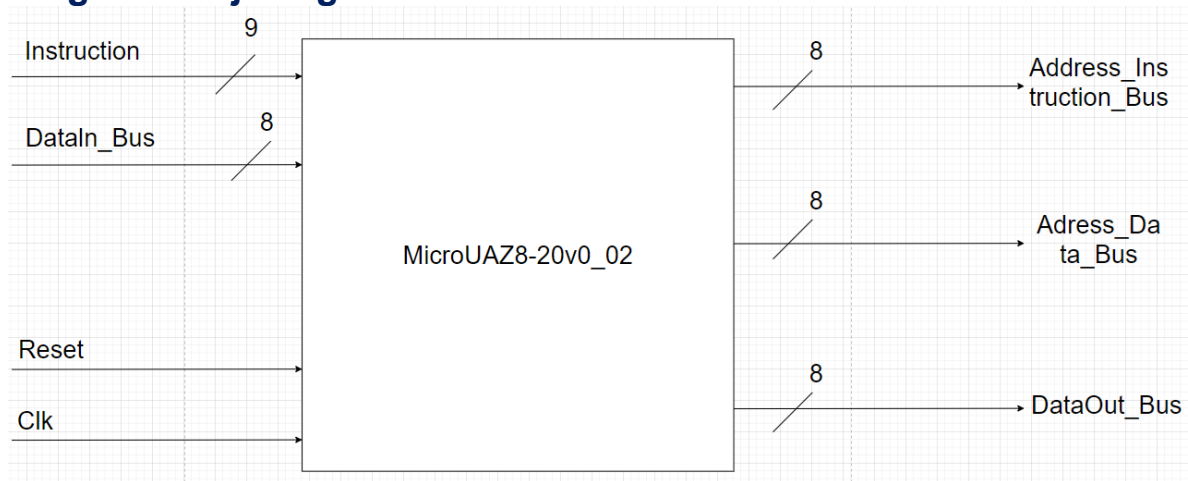 9
Instruction
8
DataIn_Bus
MicroUAZ8-20v0_02
Reset
Clk
8
Address_Ins
truction_Bus
8
Adress_Da
ta_Bus
8
DataOut_Bus